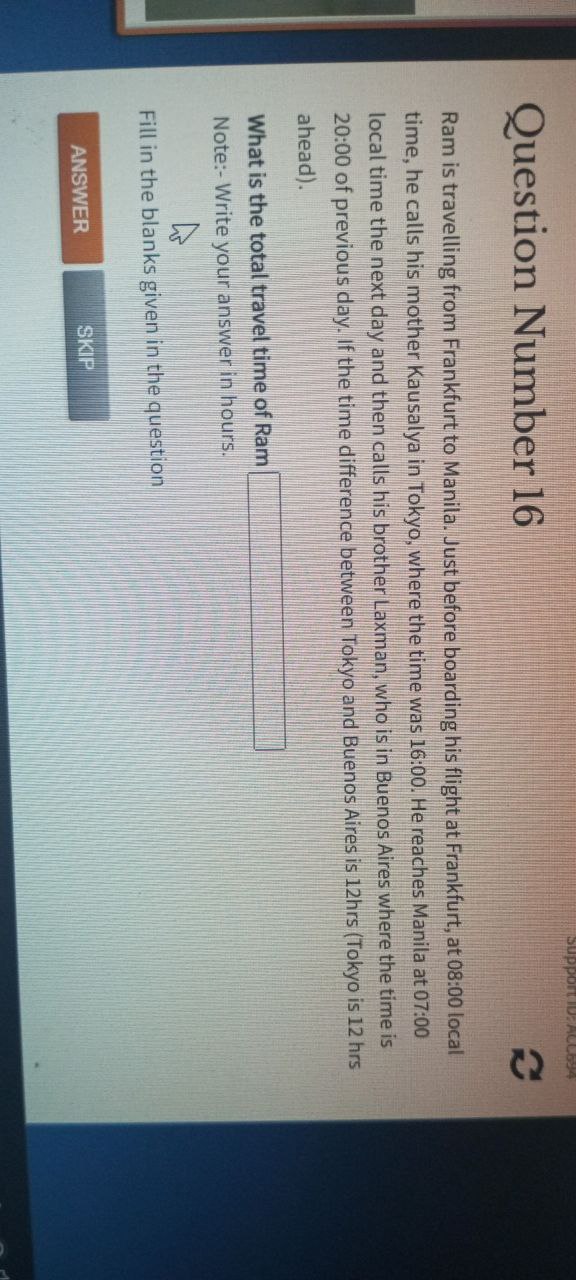 Support ID: ACC694
Question Number 16
Ram is travelling from Frankfurt to Manila. Just before boarding his flight at Frankfurt, at 08:00 local
time, he calls his mother Kausalya in Tokyo, where the time was 16:00. He reaches Manila at 07:00
local time the next day and then calls his brother Laxman, who is in Buenos Aires where the time is
20:00 of previous day. If the time difference between Tokyo and Buenos Aires is 12hrs (Tokyo is 12 hrs
ahead).
What is the total travel time of Ram
Note:- Write your answer in hours.
Fill in the blanks given in the question
ANSWER SKIP